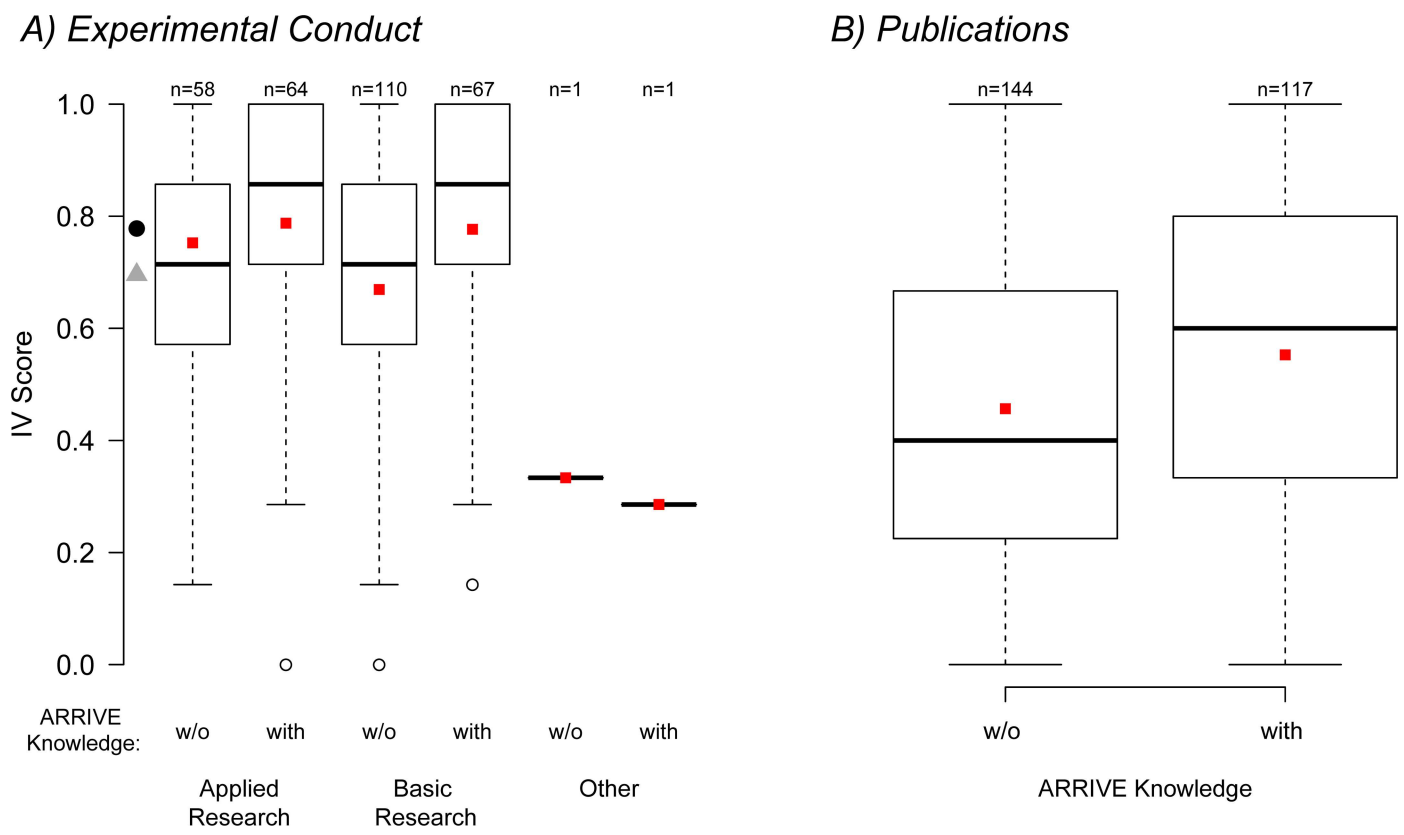 A) Experimental Conduct
n=58 n=64 n=110 n=67 n=1 n=1
1.0
0.8
0.6
0.4
0.2
0.0
IV Score
ARRIVE
Knowledge:
w/o with w/o with w/o with
Applied
Research
Basic
Research
Other
B) Publications
n=144 n=117
w/o with
ARRIVE Knowledge